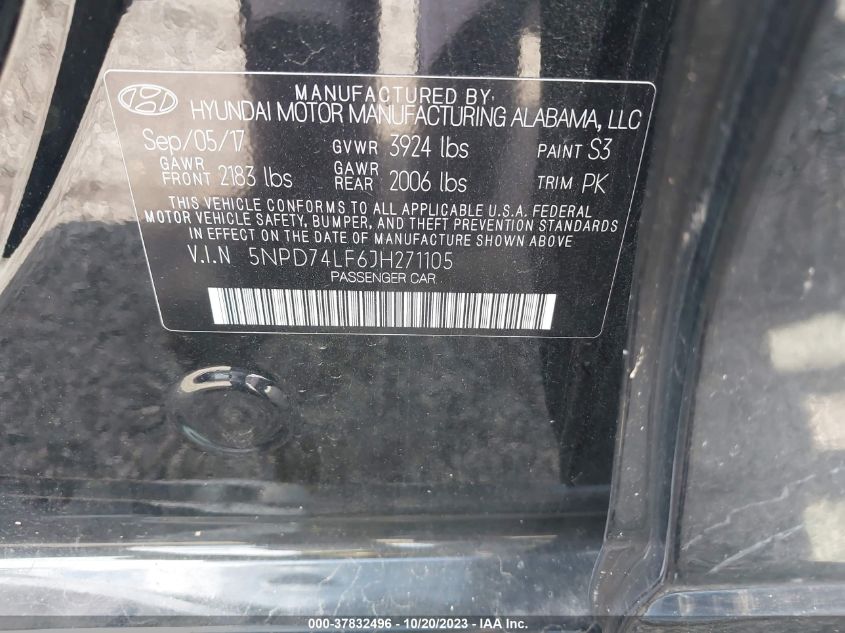 MANUFACTURED BY
HYUNDAI MOTOR MANUFACTURING ALABAMA, LLC
Sep/05/17 GVWR 3924 lbs PAINT S3
GAWR FRONT 2183 lbs GAWR REAR 2006 lbs TRIM PK
THIS VEHICLE CONFORMS TO ALL APPLICABLE U.S.A. FEDERAL
MOTOR VEHICLE SAFETY, BUMPER, AND THEFT PREVENTION STANDARDS
IN EFFECT ON THE DATE OF MANUFACTURE SHOWN ABOVE.
V.I.N 5NPD74LF6JH271105
PASSENGER CAR
000-37832496 - 10/20/2023 - IAA Inc.